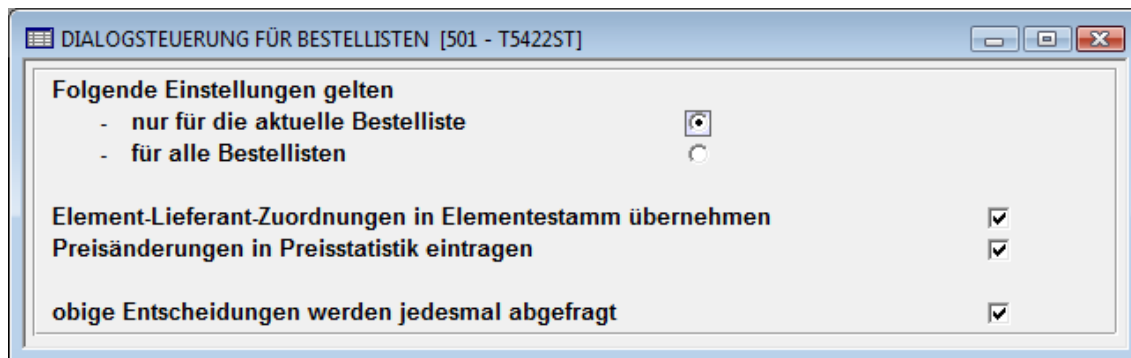 DIALOGSTEUERUNG FÜR BESTELLISTEN [501 - T5422ST]
Folgende Einstellungen gelten
- nur für die aktuelle Bestelliste
- für alle Bestellisten
Element-Lieferant-Zuordnungen in Elementestamm übernehmen
Preisänderungen in Preisstatistik eintragen
obige Entscheidungen werden jedesmal abgefragt